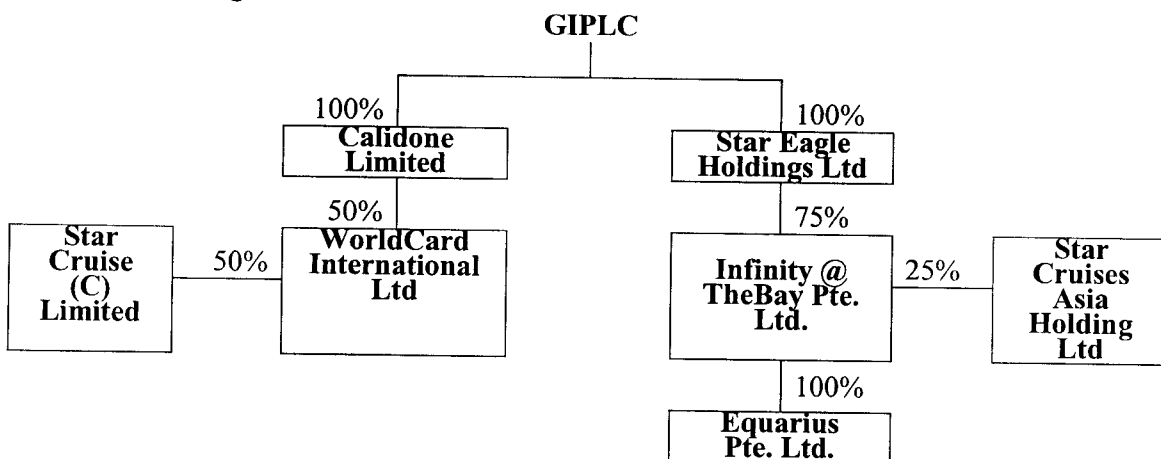 GIPLC
100%
Calidone
Limited
100%
Star Eagle
Holdings Ltd
50%
75%
Star
Cruise
(C)
Limited
50%
WorldCard
International
Ltd
Infinity @
TheBay Pte.
Ltd.
25%
Star
Cruises
Asia
Holding
Ltd
100%
Equarius
Pte. Ltd.